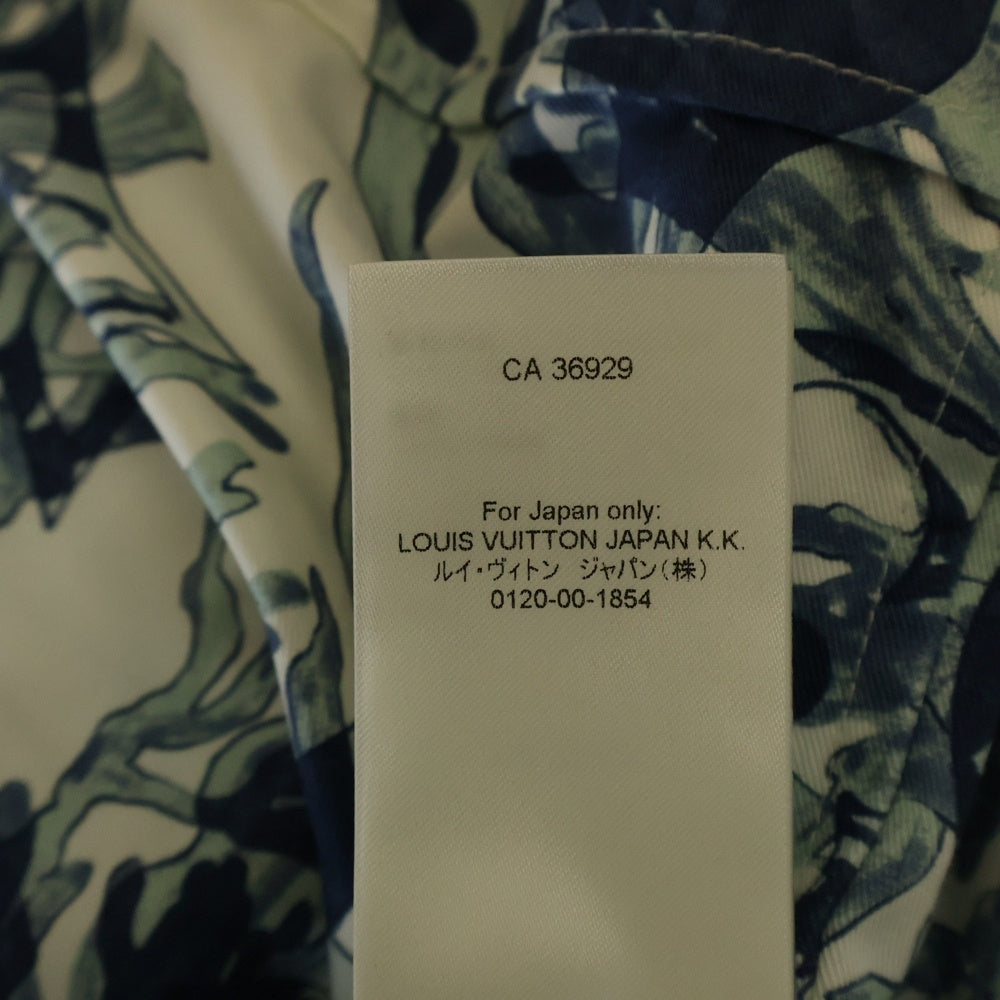 CA 36929
For Japan only:
LOUIS VUITTON JAPAN K.K.
ルイ・ヴィトン　ジャパン(株)
0120-00-1854